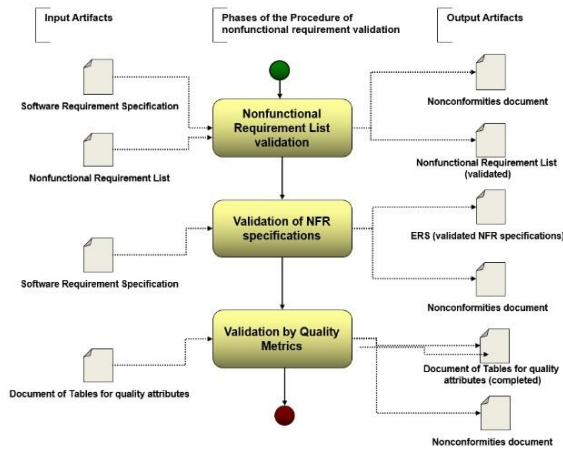 Input Artifacts
Phases of the Procedure of
nonfunctional requirement validation
Output Artifacts
Software Requirement Specification
Nonfunctional Requirement List
Nonfunctional
Requirement List
validation
Nonconformities document
Nonfunctional Requirement List
(validated)
Software Requirement Specification
Validation of NFR
specifications
ERS (validated NFR specifications)
Nonconformities document
Document of Tables for quality attributes
Validation by Quality
Metrics
Document of Tables for quality
attributes (completed)
Nonconformities document